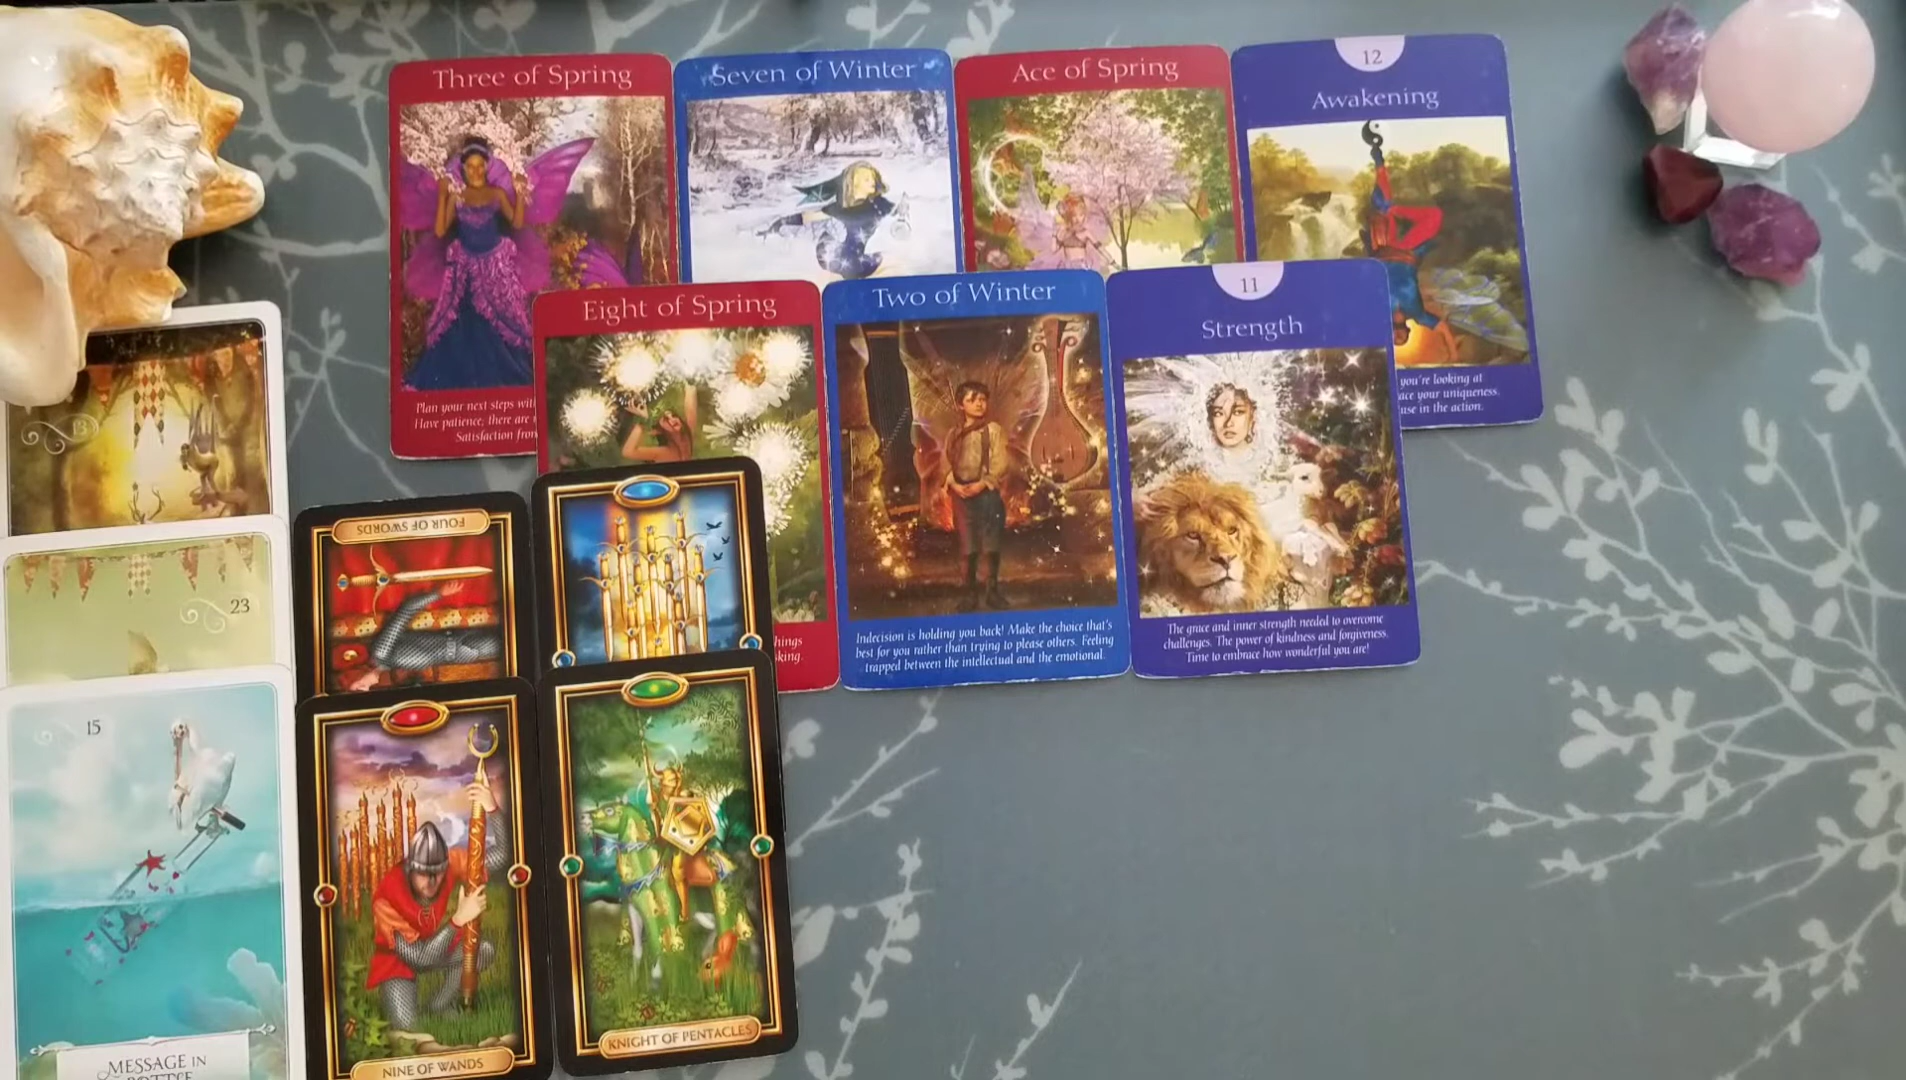 Three of Spring
Plan your next steps
Have patience; there are
Satisfaction from
Seven of Winter
Ace of Spring
12
Awakening
you're looking at
your uniqueness.
in the action.
Eight of Spring
Two of Winter
Indecision is holding you back! Make the choice that's
best for you rather than trying to please others. Feeling
trapped between the intellectual and the emotional.
11
Strength
The grace and inner strength needed to overcome
challenges. The power of kindness and forgiveness.
Time to embrace how wonderful you are!
13
23
15
MESSAGE IN
BOTTLE
FOUR OF SWORDS
NINE OF WANDS
KNIGHT OF PENTACLES